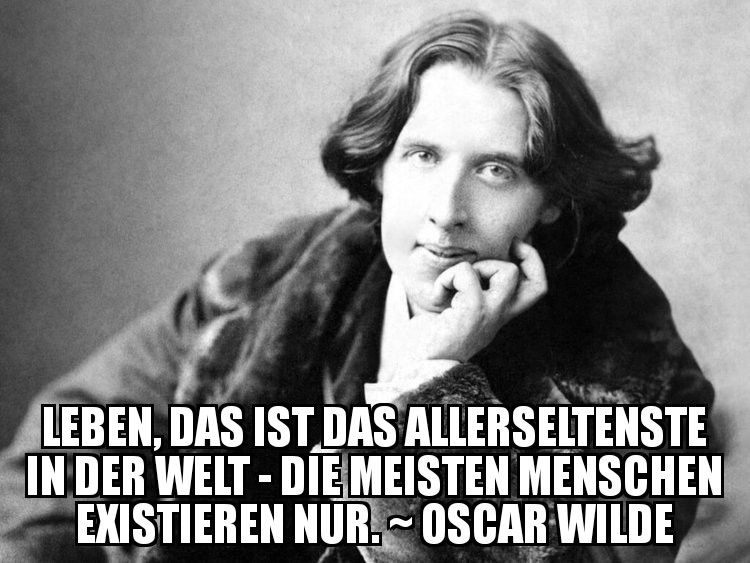 LEBEN, DAS IST DAS ALLERSELTENSTE
IN DER WELT - DIE MEISTEN MENSCHEN
EXISTIEREN NUR. ~ OSCAR WILDE